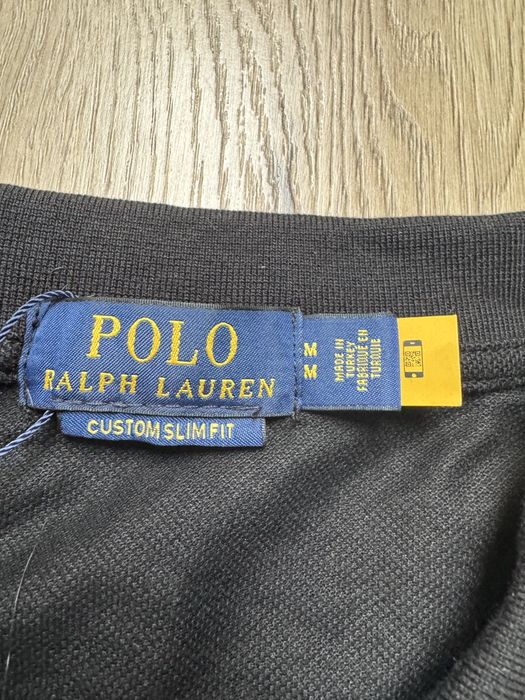 POLO
RALPH LAUREN
CUSTOM SLIM FIT
M
M
MADE IN
TURKEY
FABRIQUÉ EN
TURQUIE